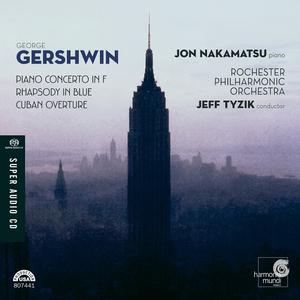 GEORGE
GERSHWIN
PIANO CONCERTO IN F
RHAPSODY IN BLUE
CUBAN OVERTURE
JON NAKAMATSU piano
ROCHESTER
PHILHARMONIC
ORCHESTRA
JEFF TYZIK conductor
SUPER AUDIO CD
USA
807441
harmonia
mundi